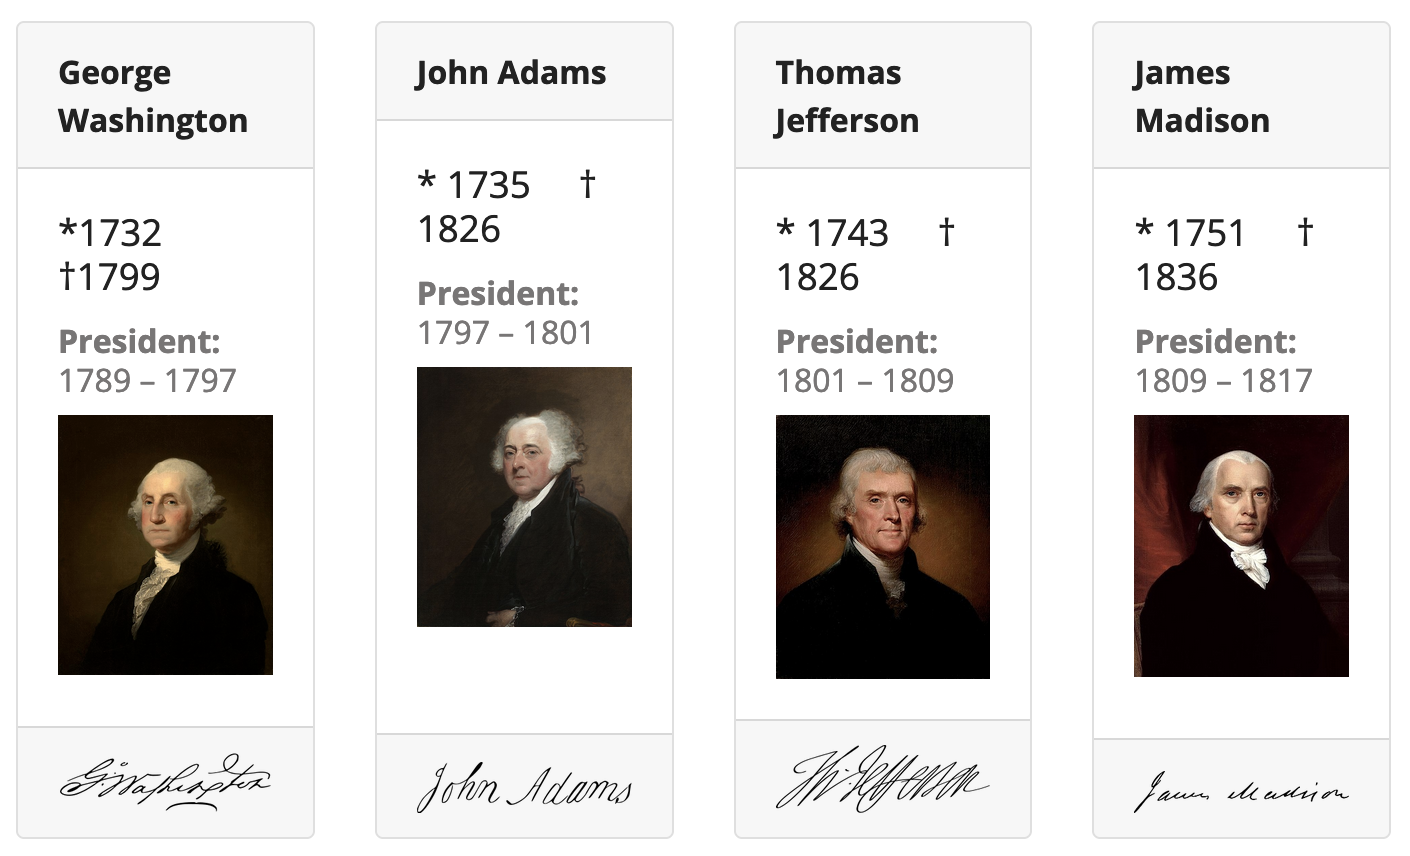 George
Washington
*1732
†1799
President:
1789 – 1797
G:Washington
John Adams
* 1735 †
1826
President:
1797 – 1801
John Adams
Thomas
Jefferson
* 1743 †
1826
President:
1801 – 1809
Th: Jefferson
James
Madison
* 1751 †
1836
President:
1809 – 1817
James Madison